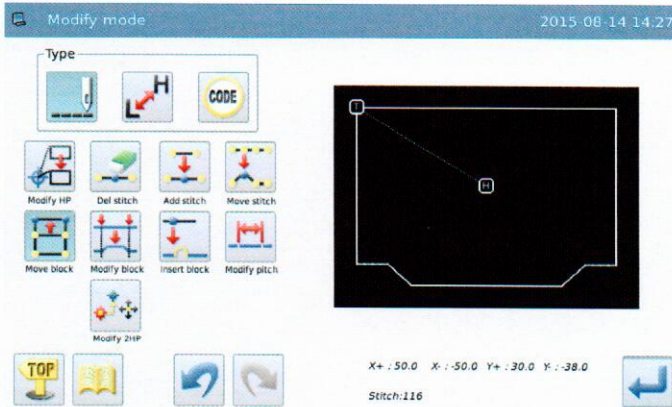 Modify mode 2015-08-14 14:27
Type
L H CODE
Modify HP Del stitch Add stitch Move stitch
Move block Modify block Insert block Modify pitch
Modify 2HP
T
H
TOP
X+ : 50.0 X- : -50.0 Y+ : 30.0 Y- : -38.0
Stitch:116